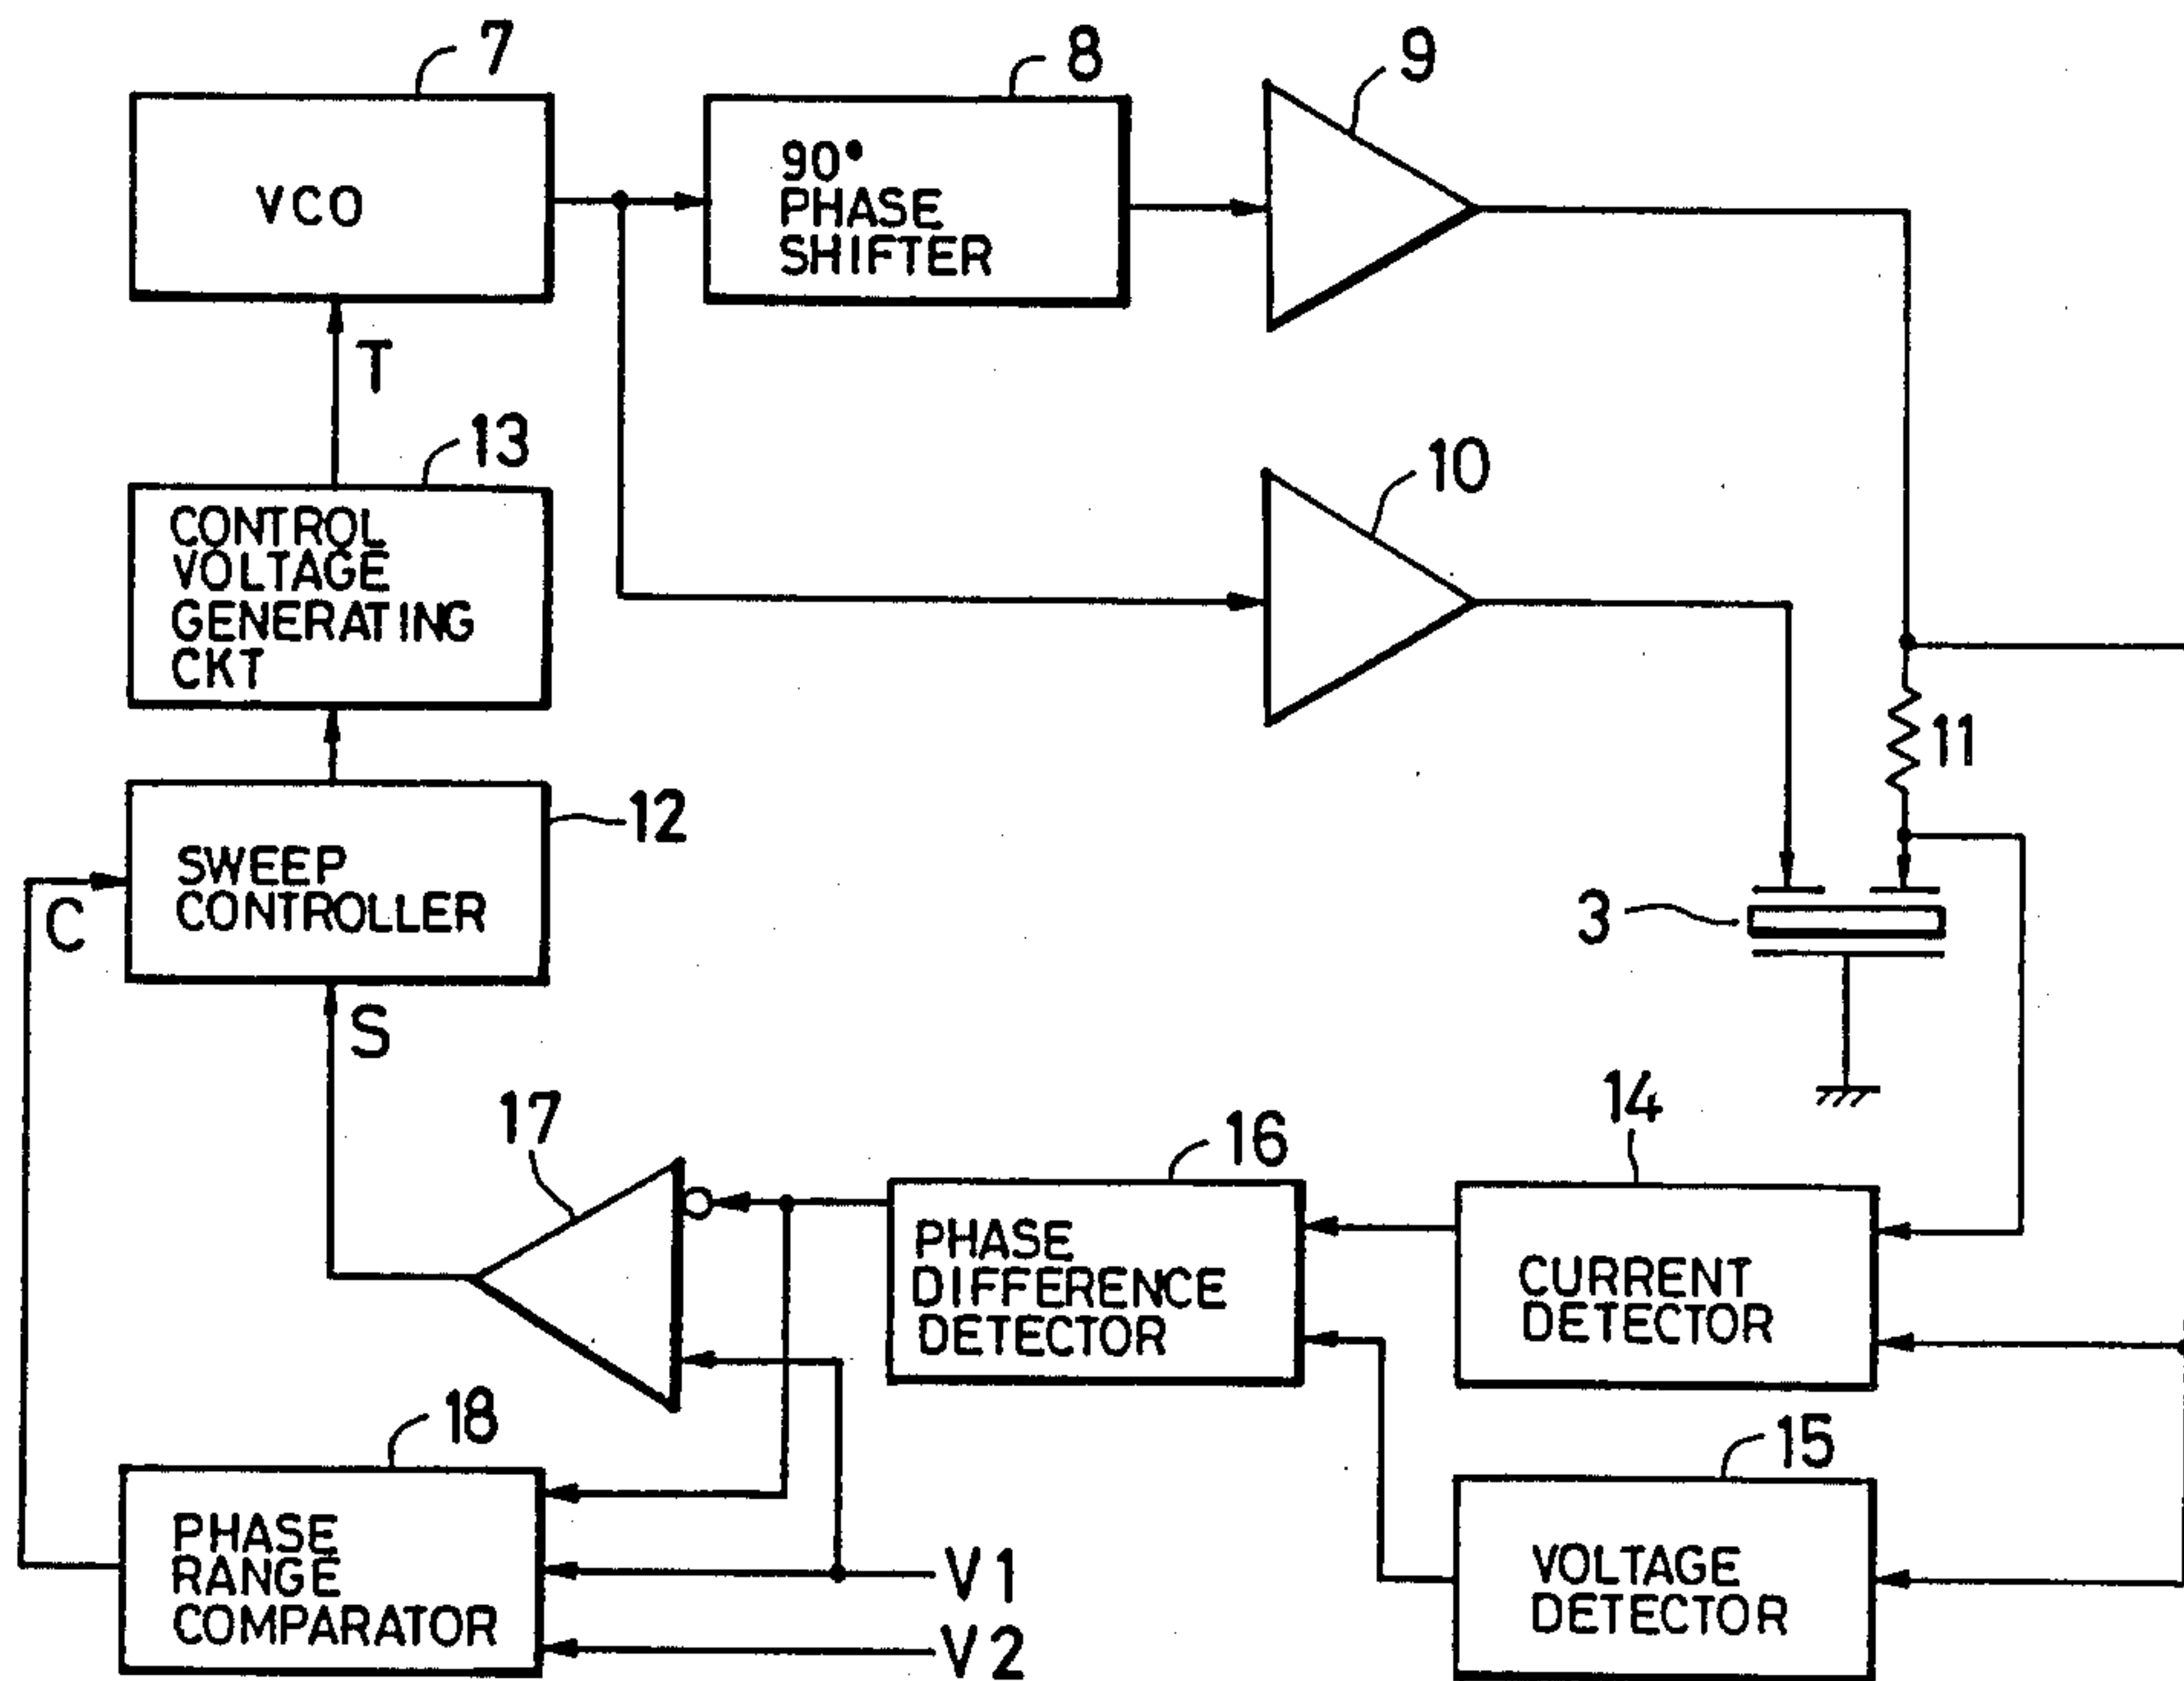 7
8
9
VCO
90°
PHASE
SHIFTER
T
13
10
CONTROL
VOLTAGE
GENERATING
CKT
11
12
SWEEP
CONTROLLER
C
3
S
17
16
14
PHASE
DIFFERENCE
DETECTOR
CURRENT
DETECTOR
18
15
PHASE
RANGE
COMPARATOR
V1
V2
VOLTAGE
DETECTOR